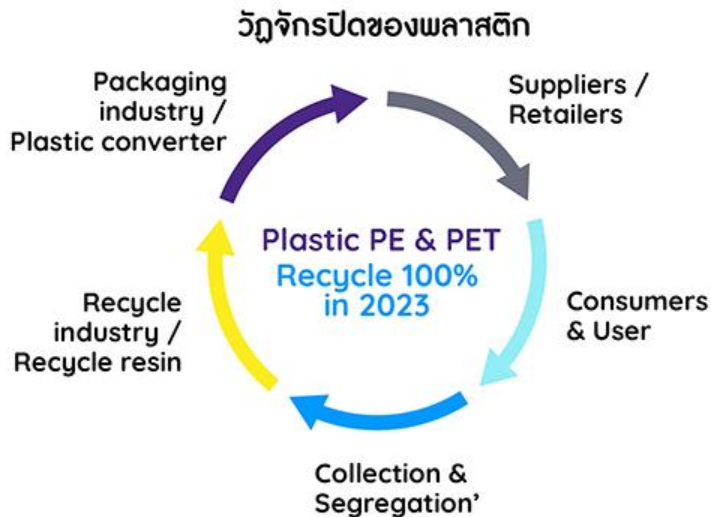 วัฏจักรปิดของพลาสติก
Packaging
industry /
Plastic converter
Suppliers /
Retailers
Plastic PE & PET
Recycle 100%
in 2023
Recycle
industry /
Recycle resin
Consumers
& User
Collection &
Segregation’